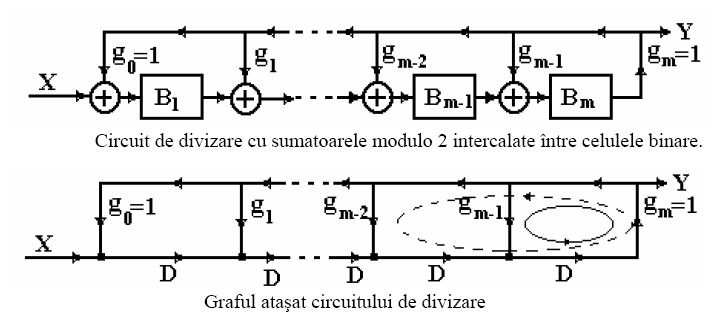 Y
g0=1 g1 gm-2 gm-1 gm=1
X
B1 Bm-1 Bm
Circuit de divizare cu sumatoarele modulo 2 intercalate între celulele binare.
Y
g0=1 g1 gm-2 gm-1 gm=1
X
D D D D D
Graful ataşat circuitului de divizare